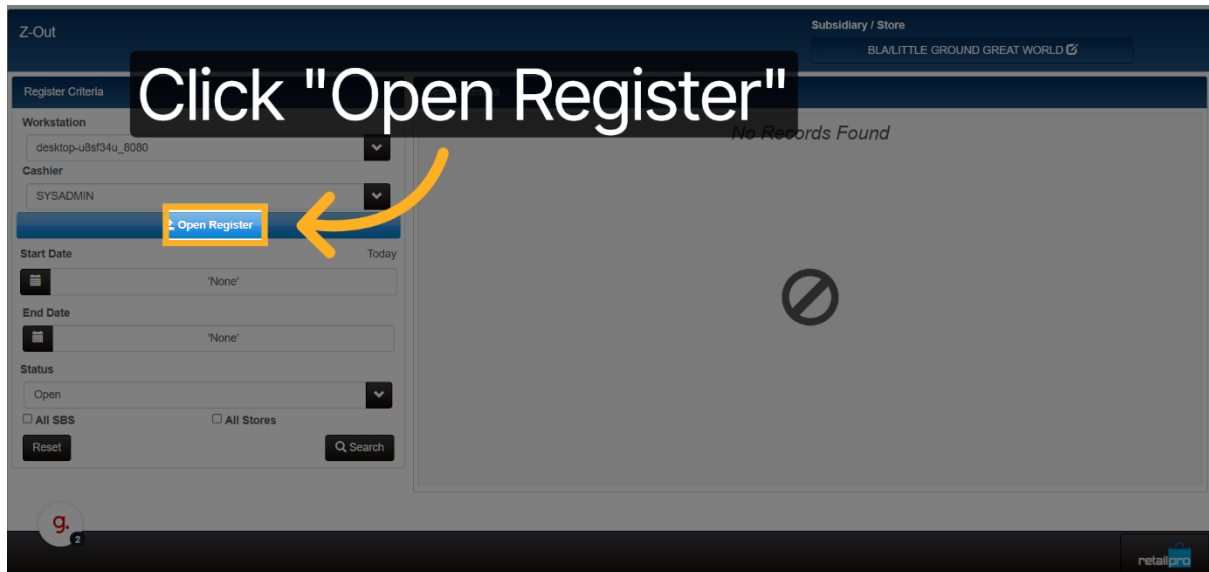 Z-Out
Subsidiary / Store
BLA/LITTLE GROUND GREAT WORLD
Click "Open Register"
Register Criteria
Workstation
desktop-u8sf34u_8080
No Records Found
Cashier
SYSADMIN
Open Register
Start Date
Today
'None'
End Date
'None'
Status
Open
All SBS
All Stores
Reset
Search
g.
2
retailpro